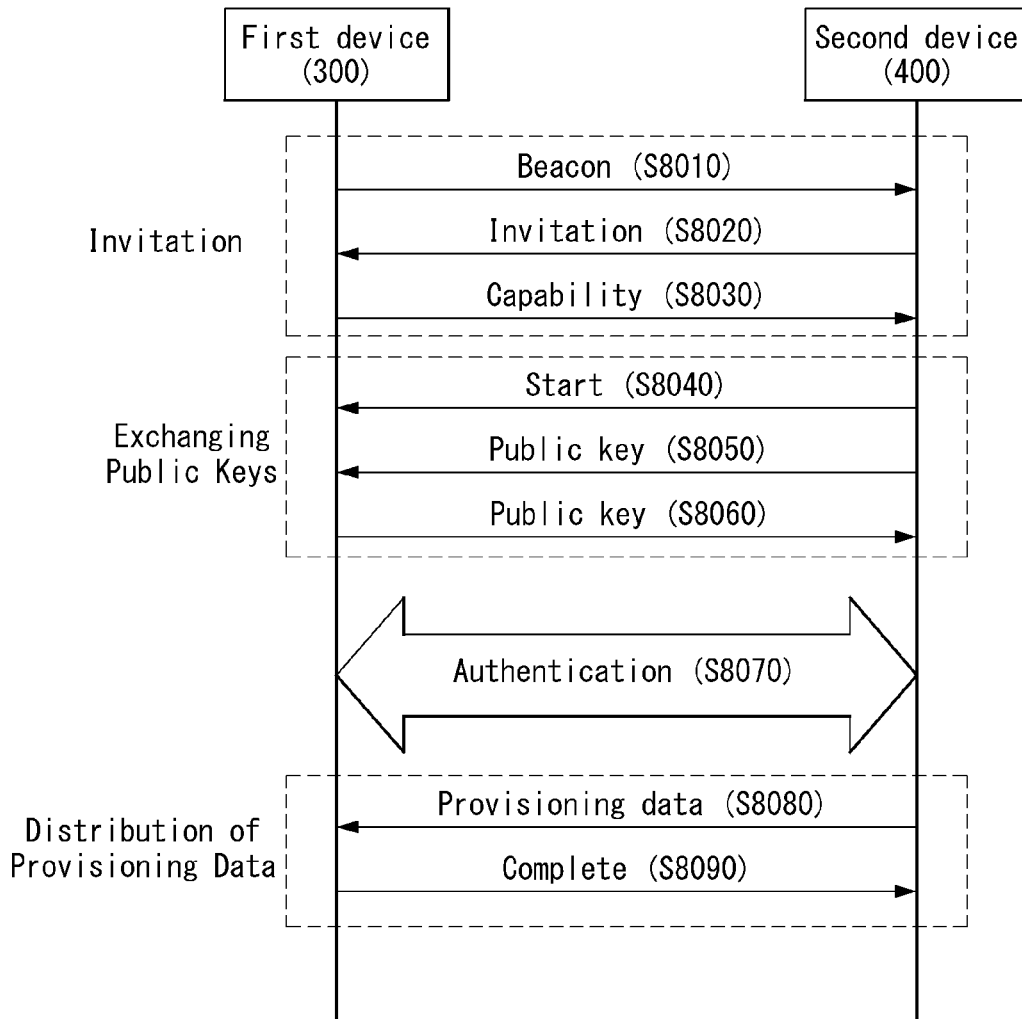 First device
(300)
Second device
(400)
Beacon (S8010)
Invitation
Invitation (S8020)
Capability (S8030)
Start (S8040)
Exchanging
Public Keys
Public key (S8050)
Public key (S8060)
Authentication (S8070)
Provisioning data (S8080)
Distribution of
Provisioning Data
Complete (S8090)